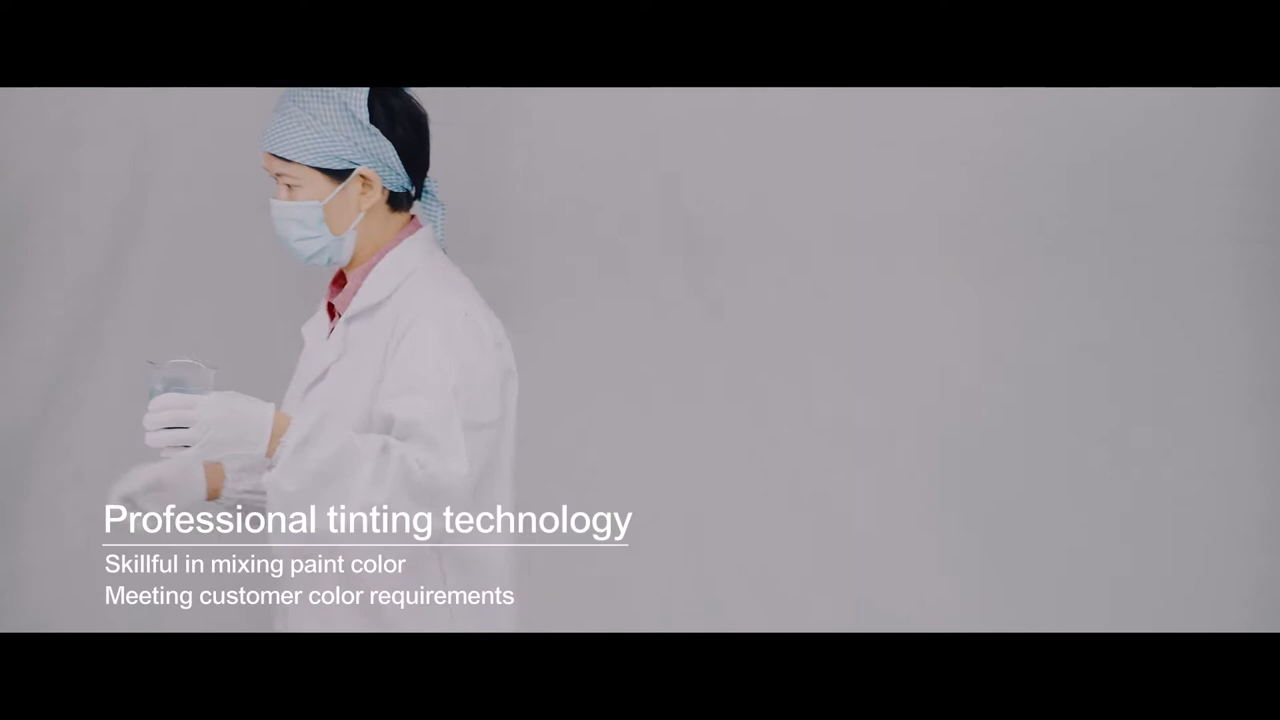 Professional tinting technology
Skillful in mixing paint color
Meeting customer color requirements